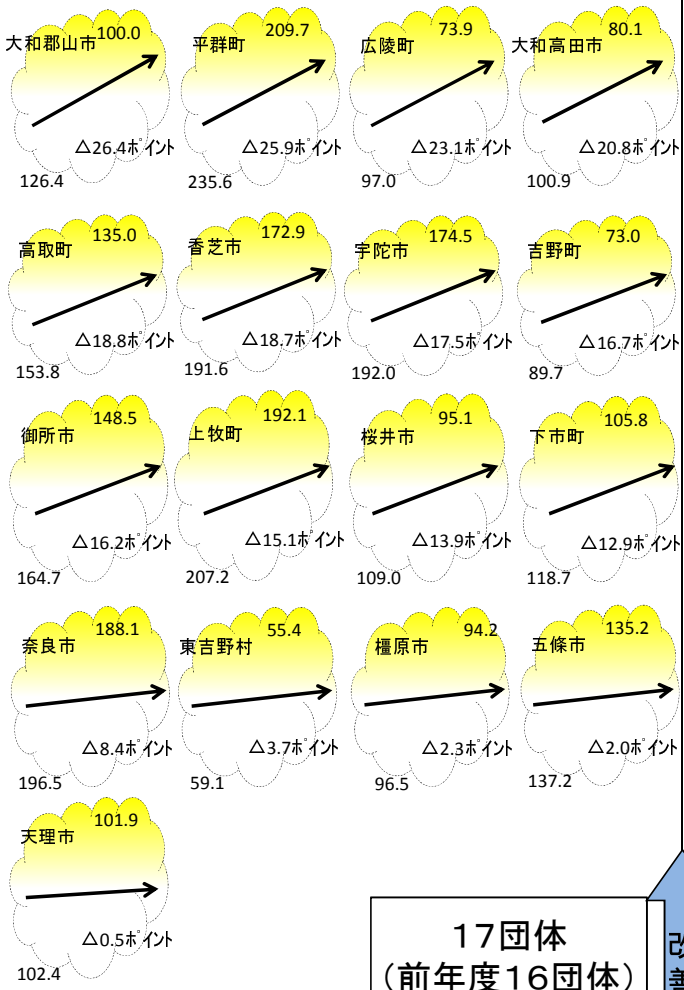 大和郡山市 100.0
△26.4ポイント
126.4
平群町 209.7
△25.9ポイント
235.6
広陵町 73.9
△23.1ポイント
97.0
大和高田市 80.1
△20.8ポイント
100.9
高取町 135.0
△18.8ポイント
153.8
香芝市 172.9
△18.7ポイント
191.6
宇陀市 174.5
△17.5ポイント
192.0
吉野町 73.0
△16.7ポイント
89.7
御所市 148.5
△16.2ポイント
164.7
上牧町 192.1
△15.1ポイント
207.2
桜井市 95.1
△13.9ポイント
109.0
下市町 105.8
△12.9ポイント
118.7
奈良市 188.1
△8.4ポイント
196.5
東吉野村 55.4
△3.7ポイント
59.1
橿原市 94.2
△2.3ポイント
96.5
五條市 135.2
△2.0ポイント
137.2
天理市 101.9
△0.5ポイント
102.4
17団体
(前年度16団体)
改善